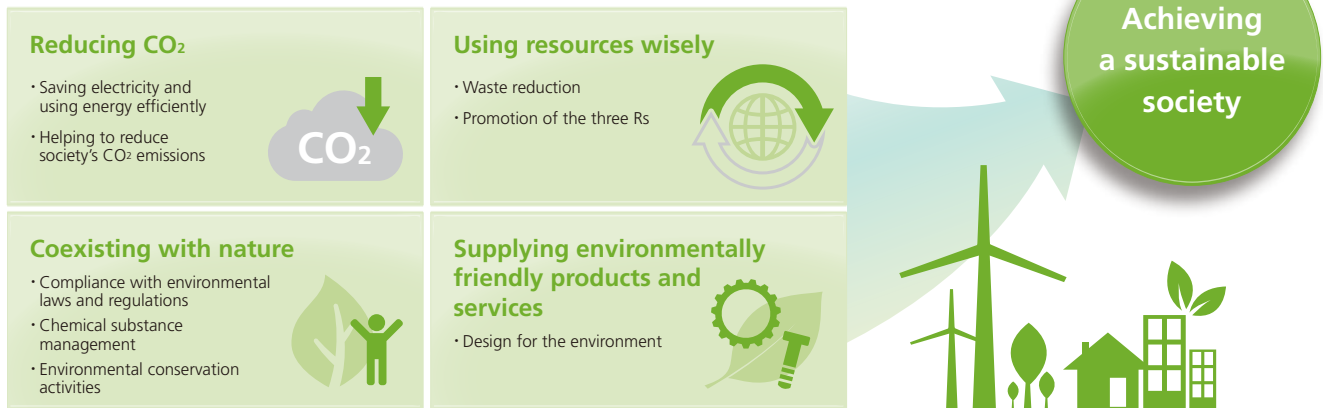 Reducing CO2
・Saving electricity and
using energy efficiently
・Helping to reduce
society's CO2 emissions
CO2
Using resources wisely
・Waste reduction
・Promotion of the three Rs
Coexisting with nature
・Compliance with environmental
laws and regulations
・Chemical substance
management
・Environmental conservation
activities
Supplying environmentally
friendly products and
services
・Design for the environment
Achieving
a sustainable
society